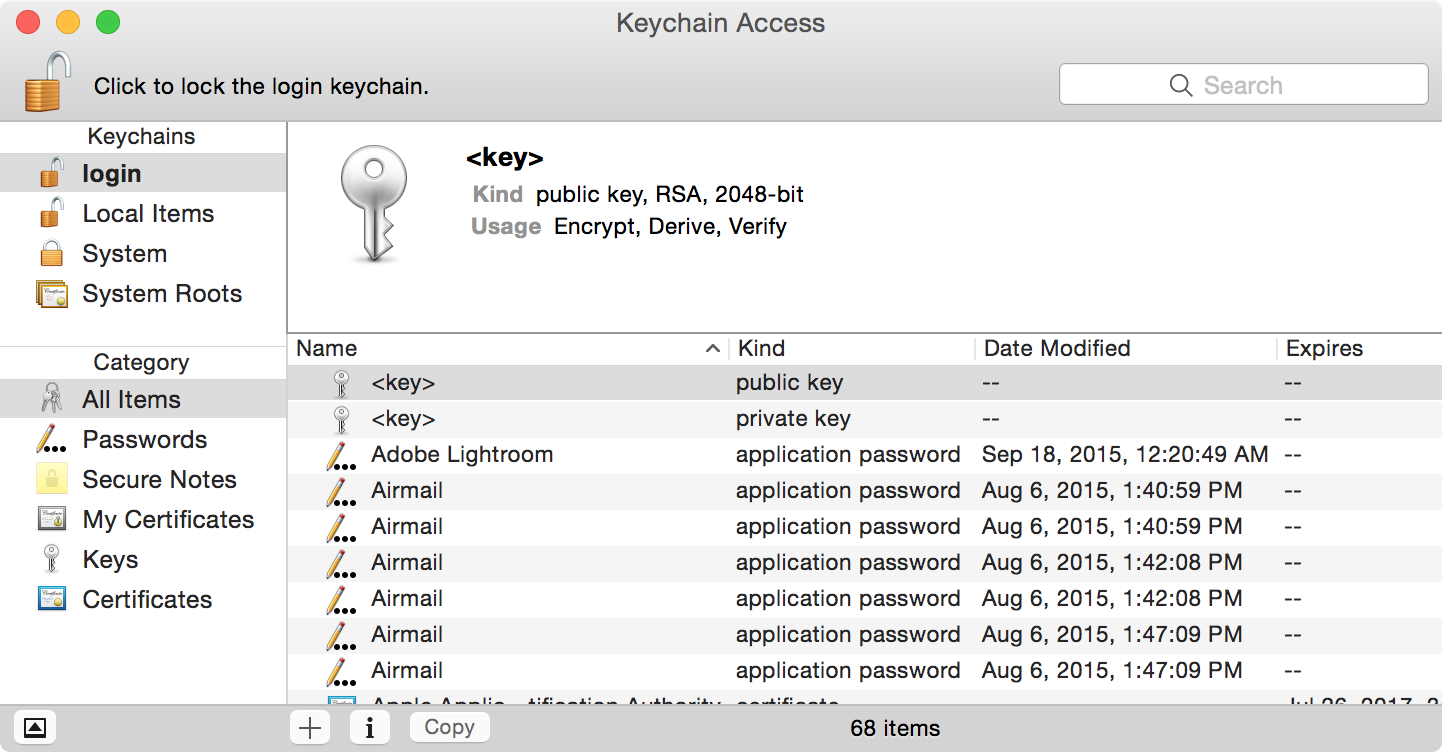 Keychain Access
Click to lock the login keychain.
Search
Keychains
login
Local Items
System
System Roots
Category
All Items
Passwords
Secure Notes
My Certificates
Keys
Certificates
<key>
Kind public key, RSA, 2048-bit
Usage Encrypt, Derive, Verify
Name Kind Date Modified Expires
<key> public key -- --
<key> private key -- --
Adobe Lightroom application password Sep 18, 2015, 12:20:49 AM --
Airmail application password Aug 6, 2015, 1:40:59 PM --
Airmail application password Aug 6, 2015, 1:40:59 PM --
Airmail application password Aug 6, 2015, 1:42:08 PM --
Airmail application password Aug 6, 2015, 1:42:08 PM --
Airmail application password Aug 6, 2015, 1:47:09 PM --
Airmail application password Aug 6, 2015, 1:47:09 PM --
Apple Applic...tification Authority certificate
Copy
68 items